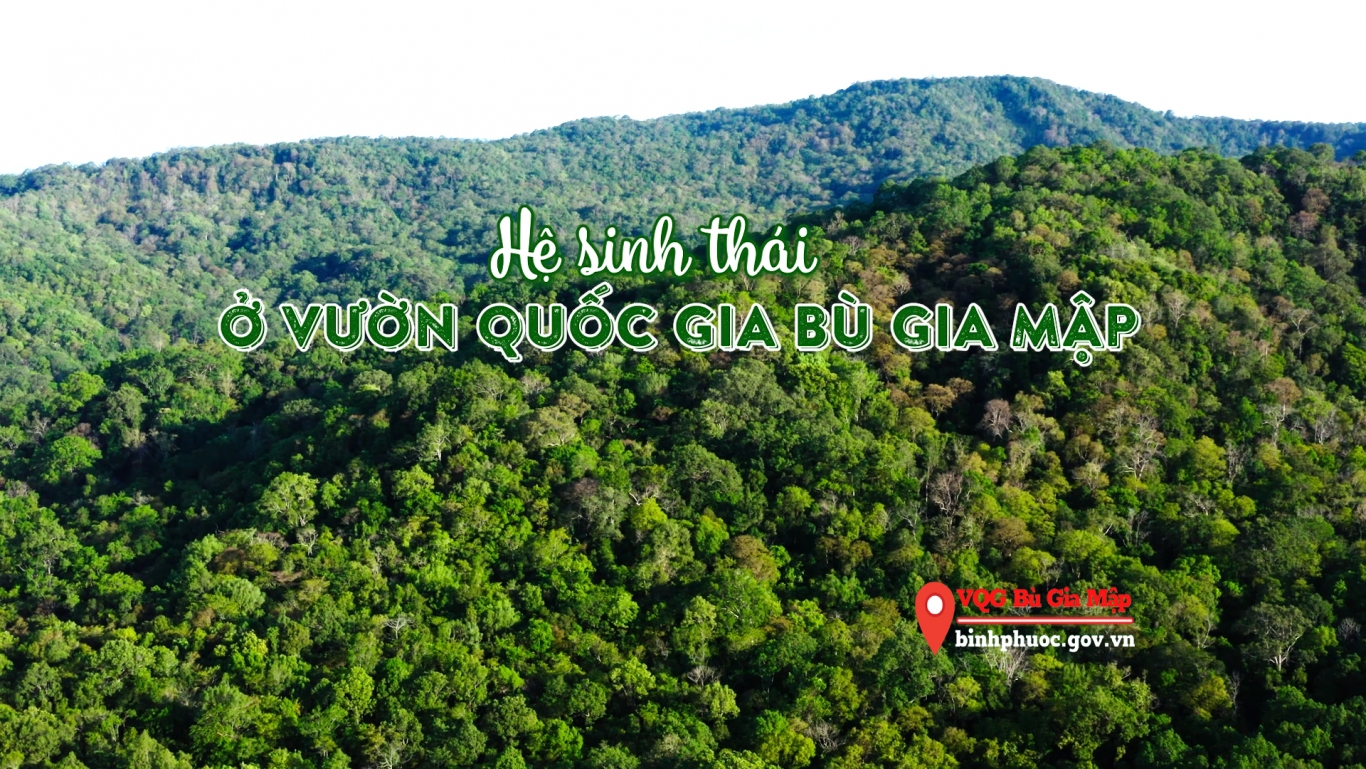 Hệ sinh thái
Ở VƯỜN QUỐC GIA BÙ GIA MẬP
VQG Bù Gia Mập
binhphuoc.gov.vn